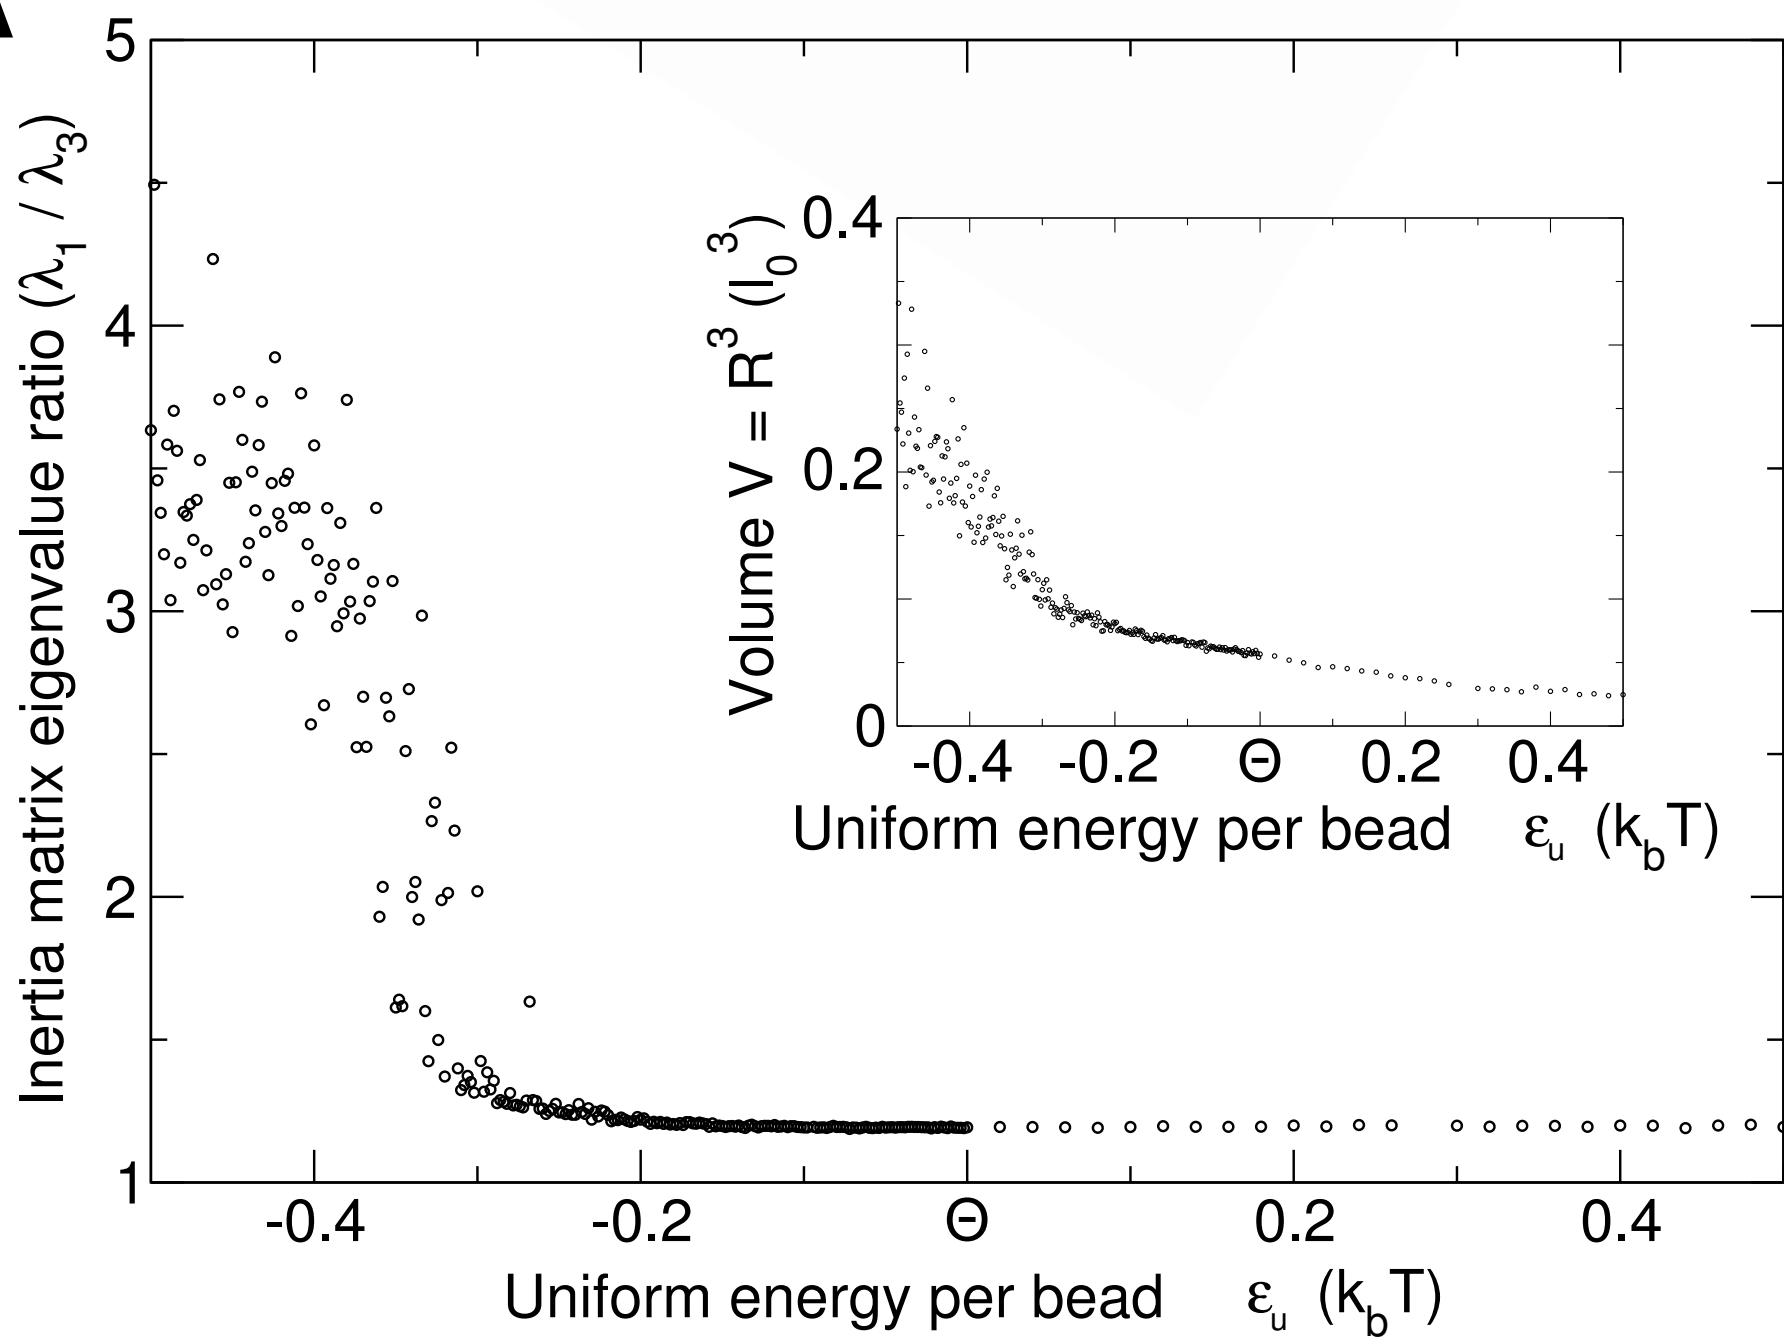 A
5
4
3
2
1
Inertia matrix eigenvalue ratio (λ1 / λ3)
-0.4 -0.2 Θ 0.2 0.4
Uniform energy per bead εu (kbT)
0.4
0.2
0
Volume V = R3 (l03)
-0.4 -0.2 Θ 0.2 0.4
Uniform energy per bead εu (kbT)